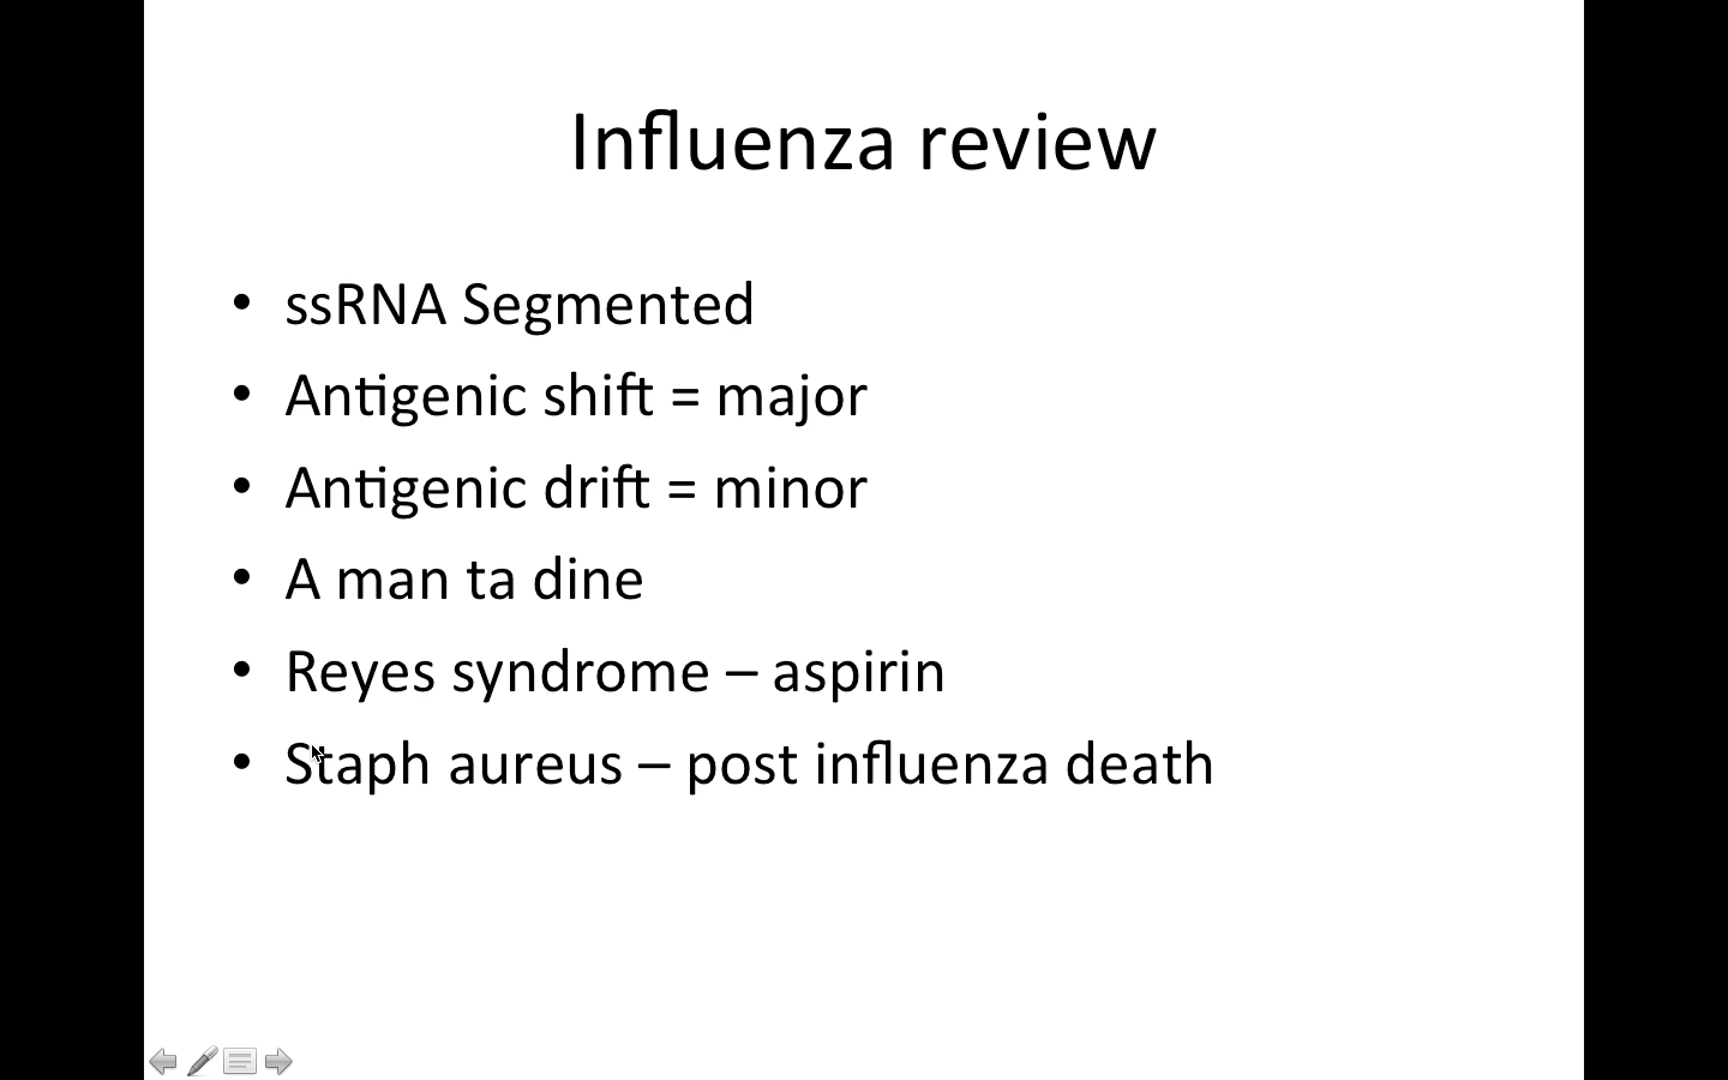 Influenza review
• ssRNA Segmented
• Antigenic shift = major
• Antigenic drift = minor
• A man ta dine
• Reyes syndrome – aspirin
• Staph aureus – post influenza death